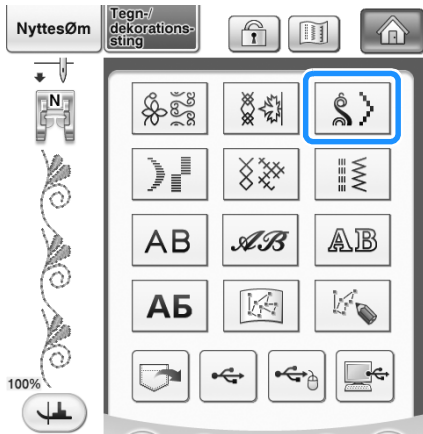 NyttesØm
Tegn-/
dekorations-
sting
N
AB
AB
AB
АБ
100%